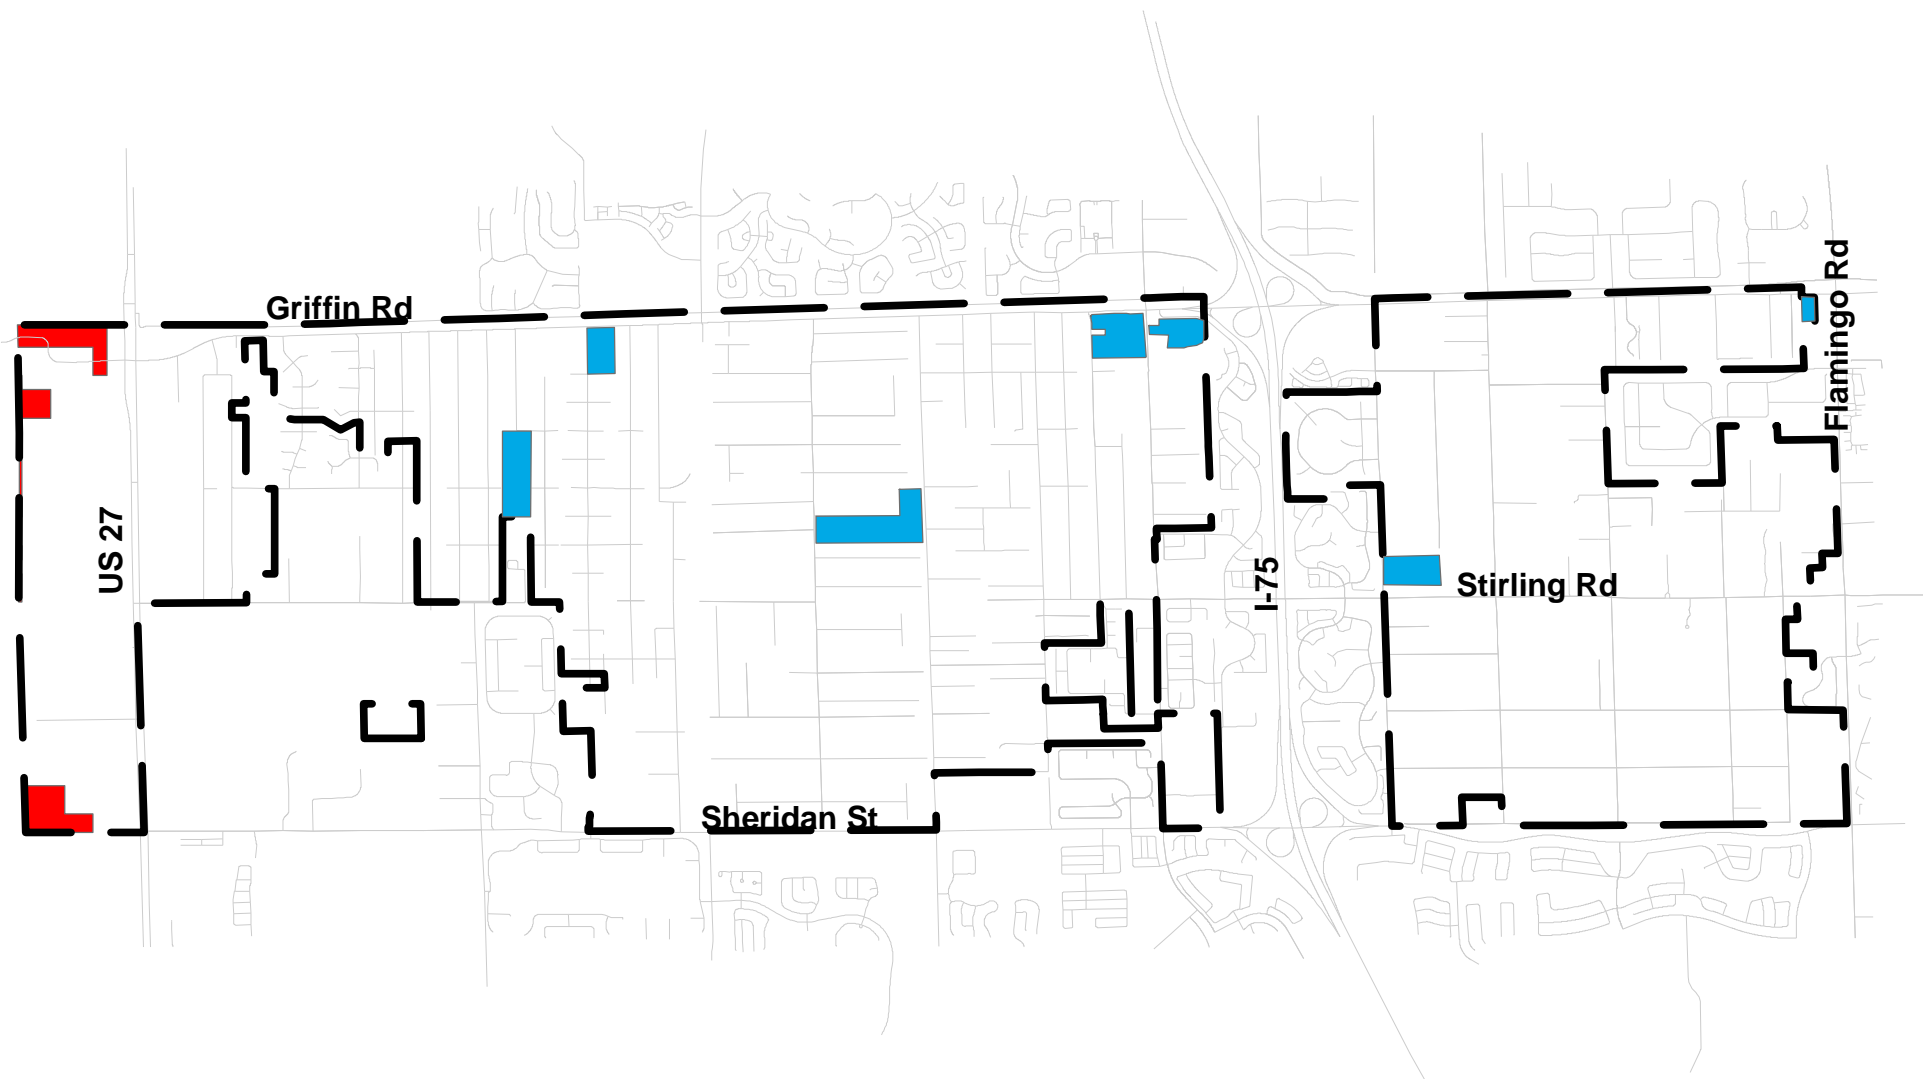 Griffin Rd
Flamingo Rd
US 27
I-75
Stirling Rd
Sheridan St